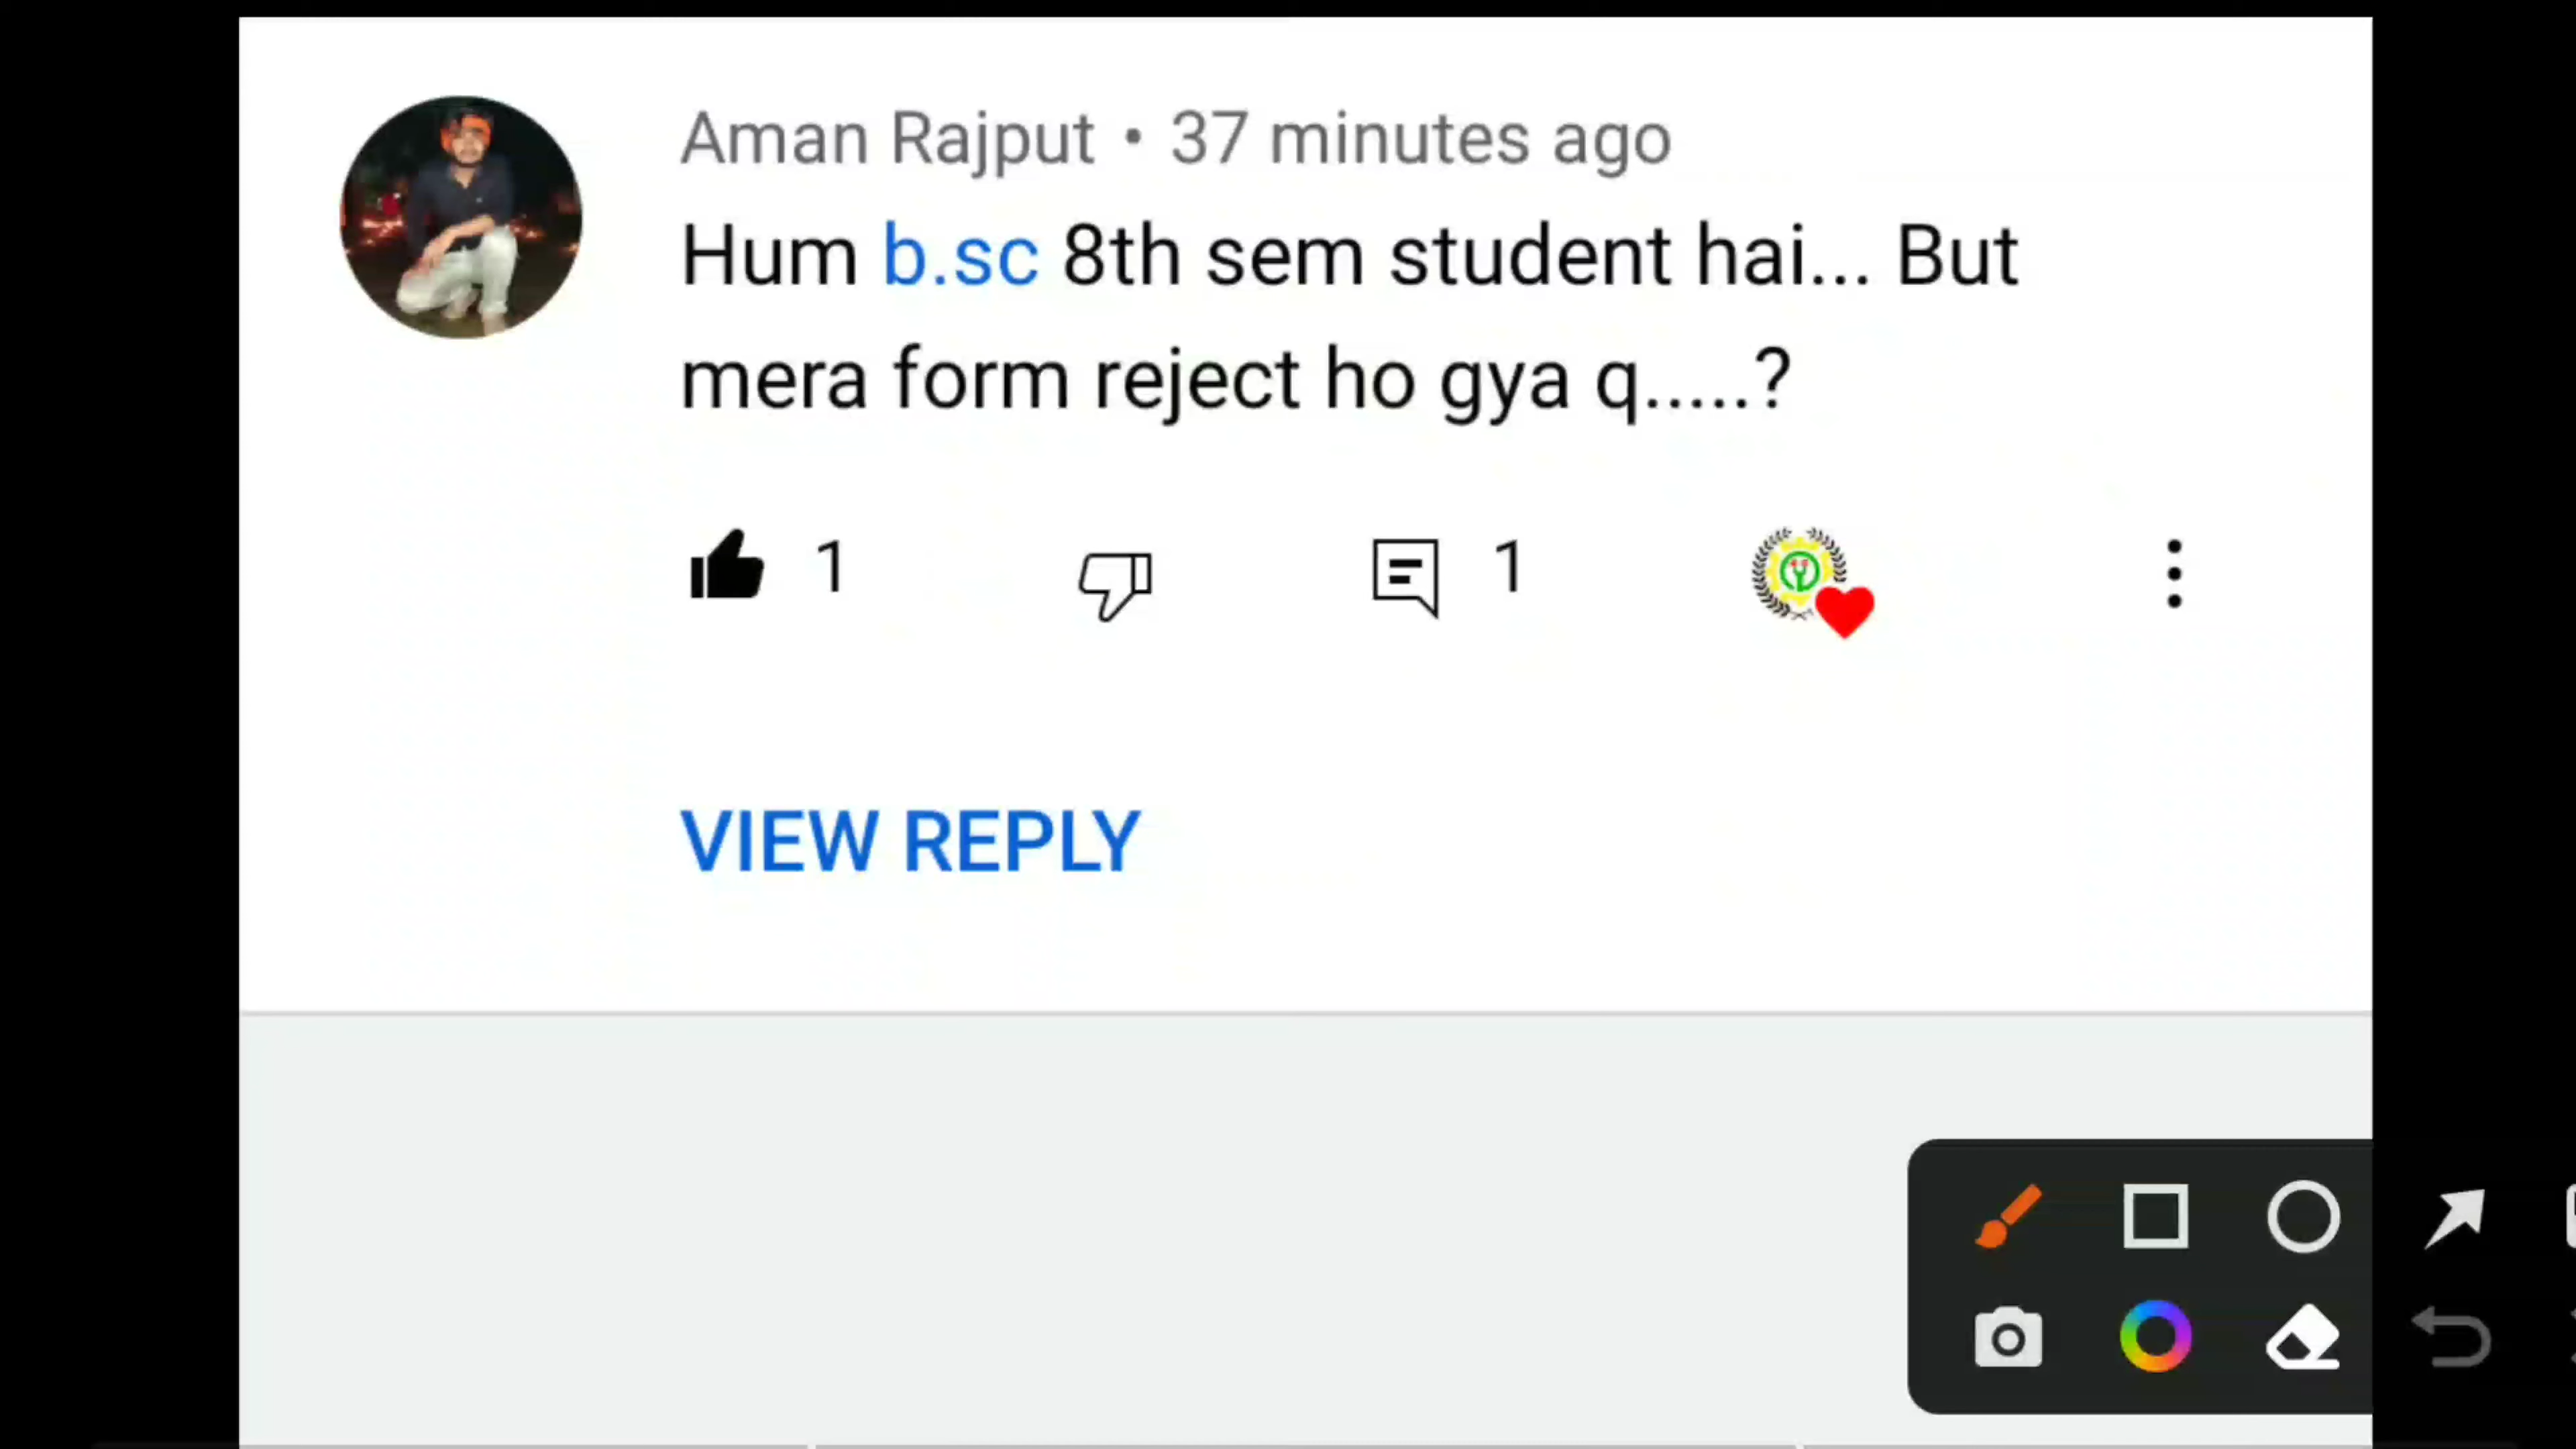 Aman Rajput • 37 minutes ago
Hum b.sc 8th sem student hai... But
mera form reject ho gya q.....?
1 1
VIEW REPLY